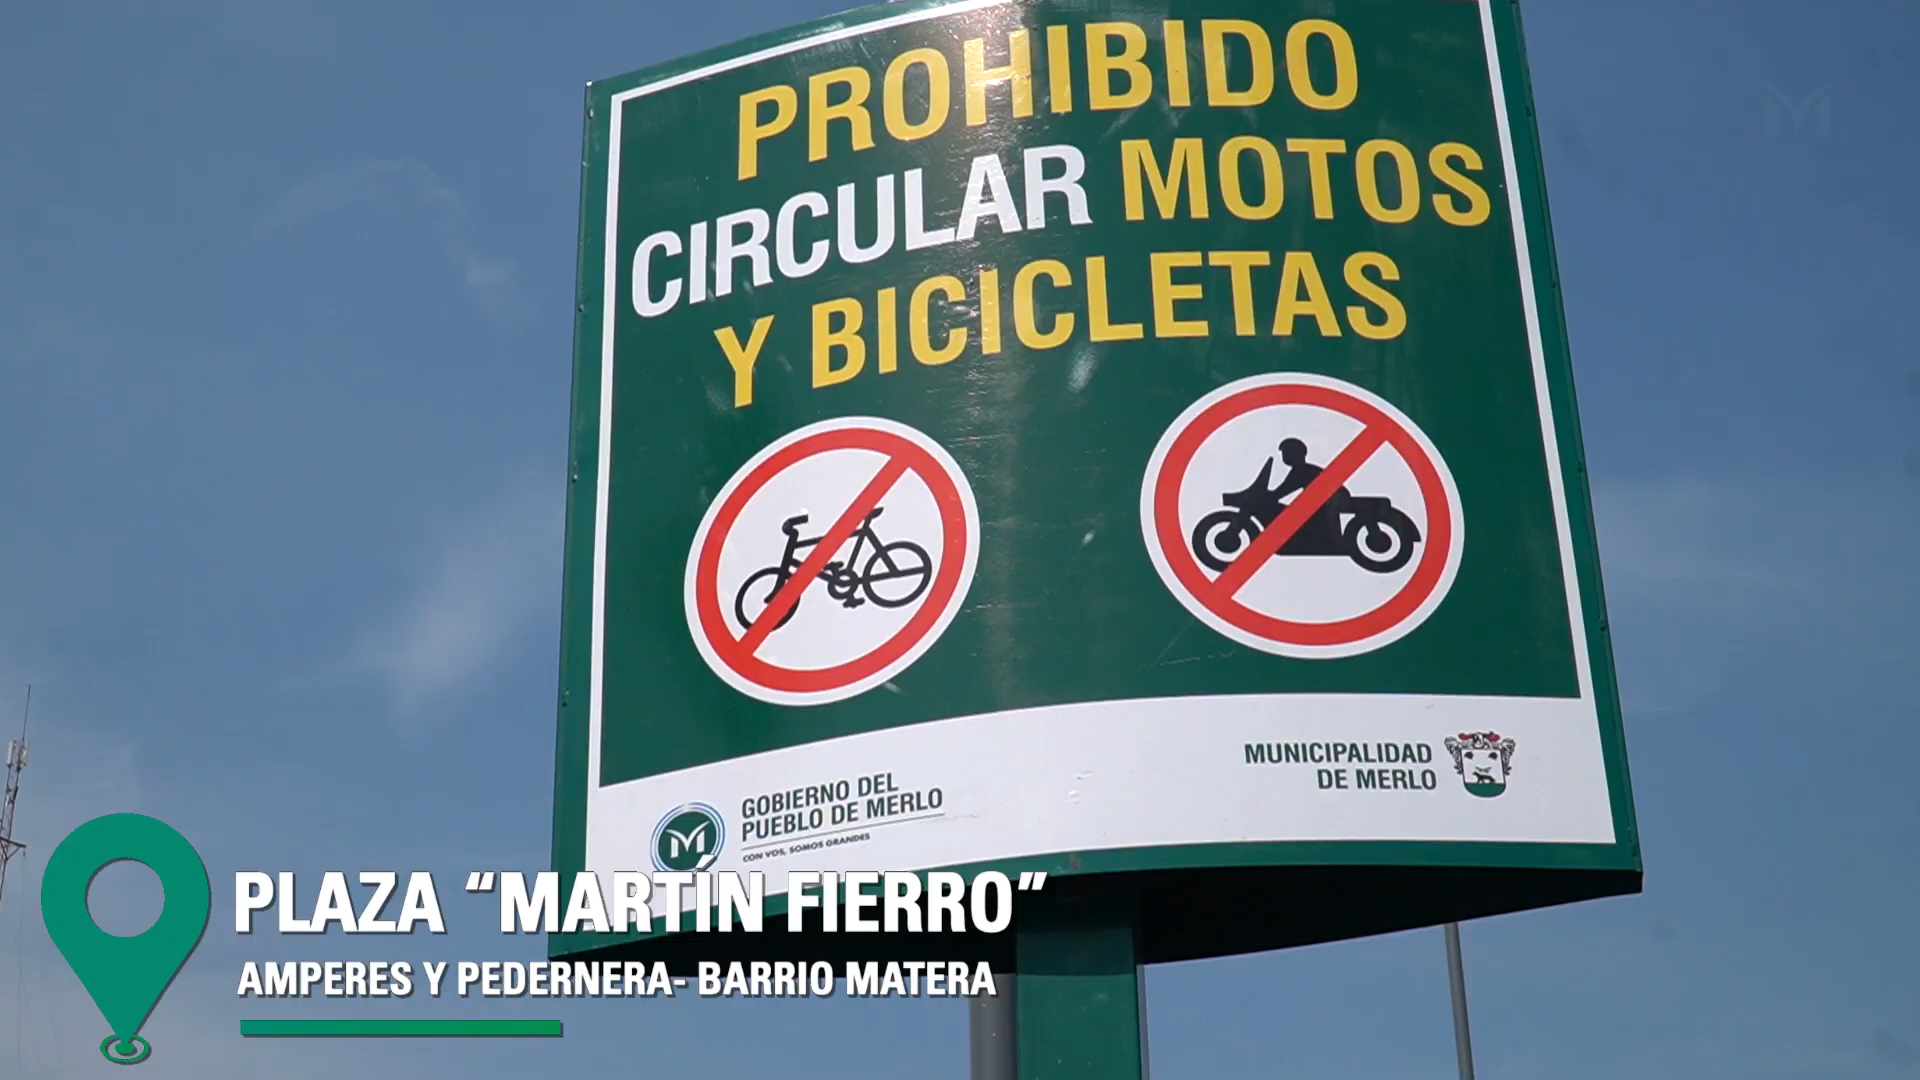 PROHIBIDO
CIRCULAR MOTOS
Y BICICLETAS
GOBIERNO DEL
PUEBLO DE MERLO
CON VOS, SOMOS GRANDES
MUNICIPALIDAD
DE MERLO
PLAZA “MARTÍN FIERRO”
AMPERES Y PEDERNERA- BARRIO MATERA